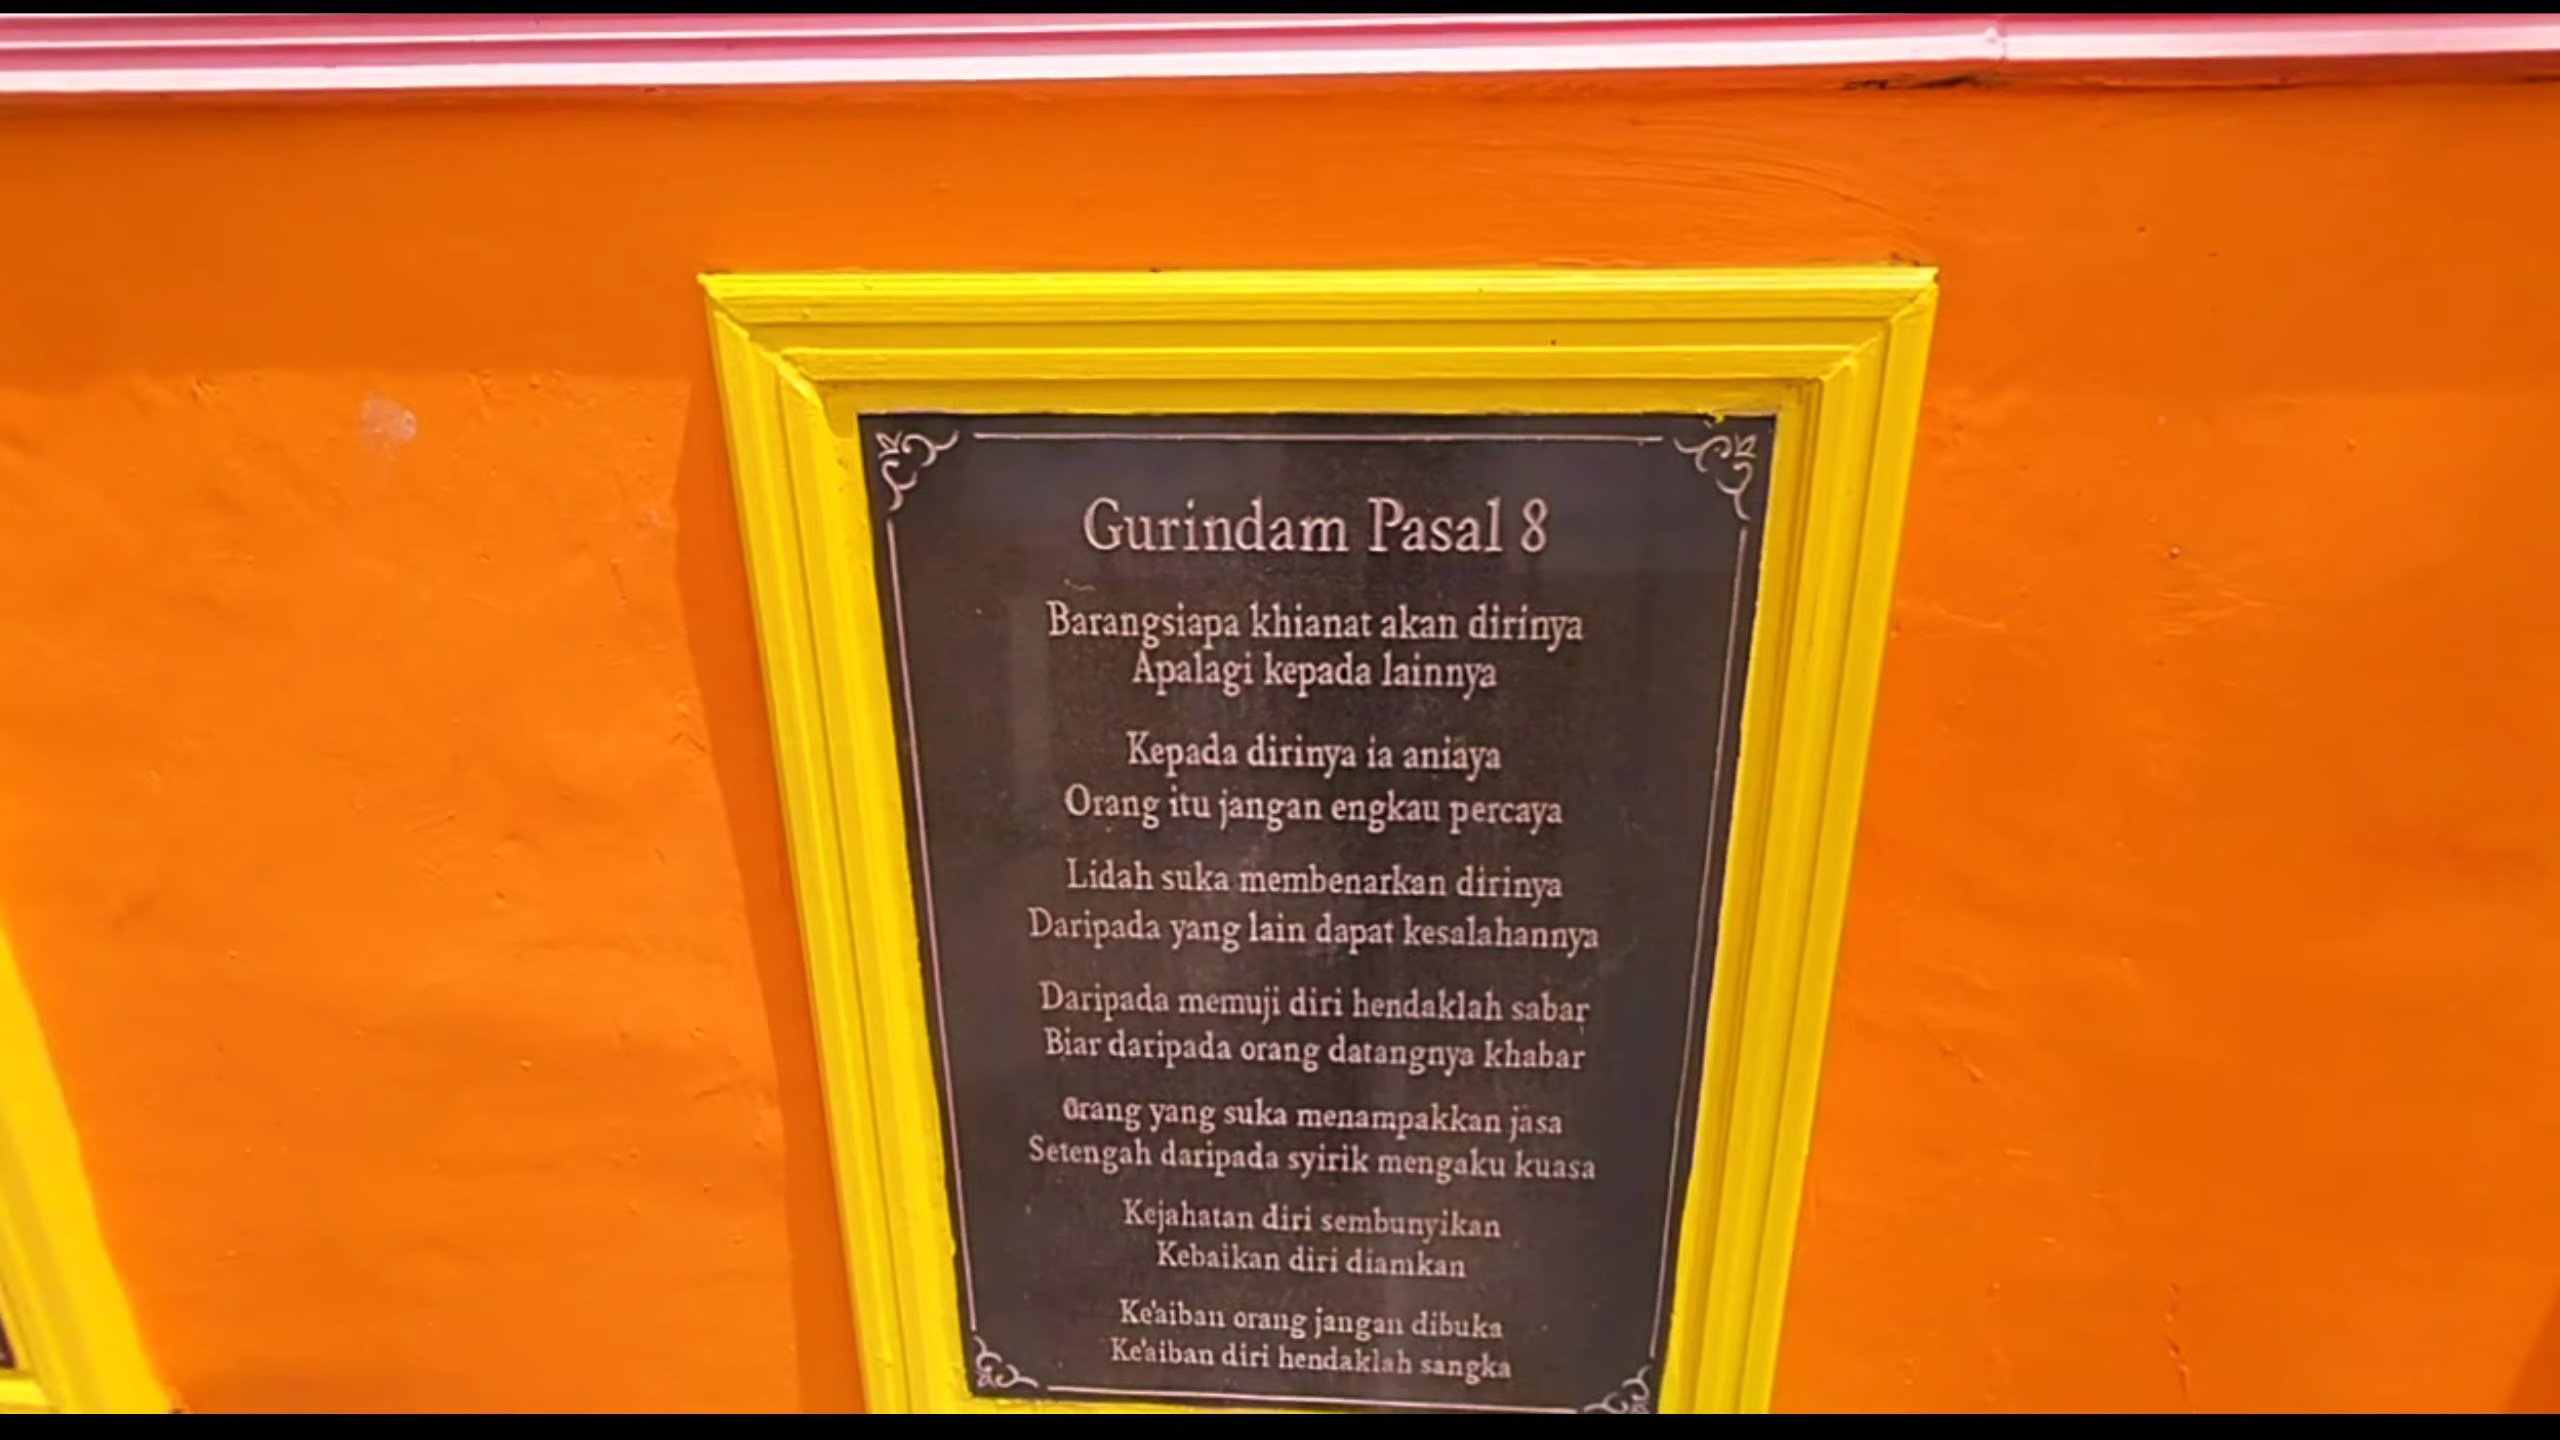 Gurindam Pasal 8
Barangsiapa khianat akan dirinya
Apalagi kepada lainnya
Kepada dirinya ia aniaya
Orang itu jangan engkau percaya
Lidah suka membenarkan dirinya
Daripada yang lain dapat kesalahannya
Daripada memuji diri hendaklah sabar
Biar daripada orang datangnya khabar
Orang yang suka menampakkan jasa
Setengah daripada syirik mengaku kuasa
Kejahatan diri sembunyikan
Kebaikan diri diamkan
Ke'aiban orang jangan dibuka
Ke'aiban diri hendaklah sangka